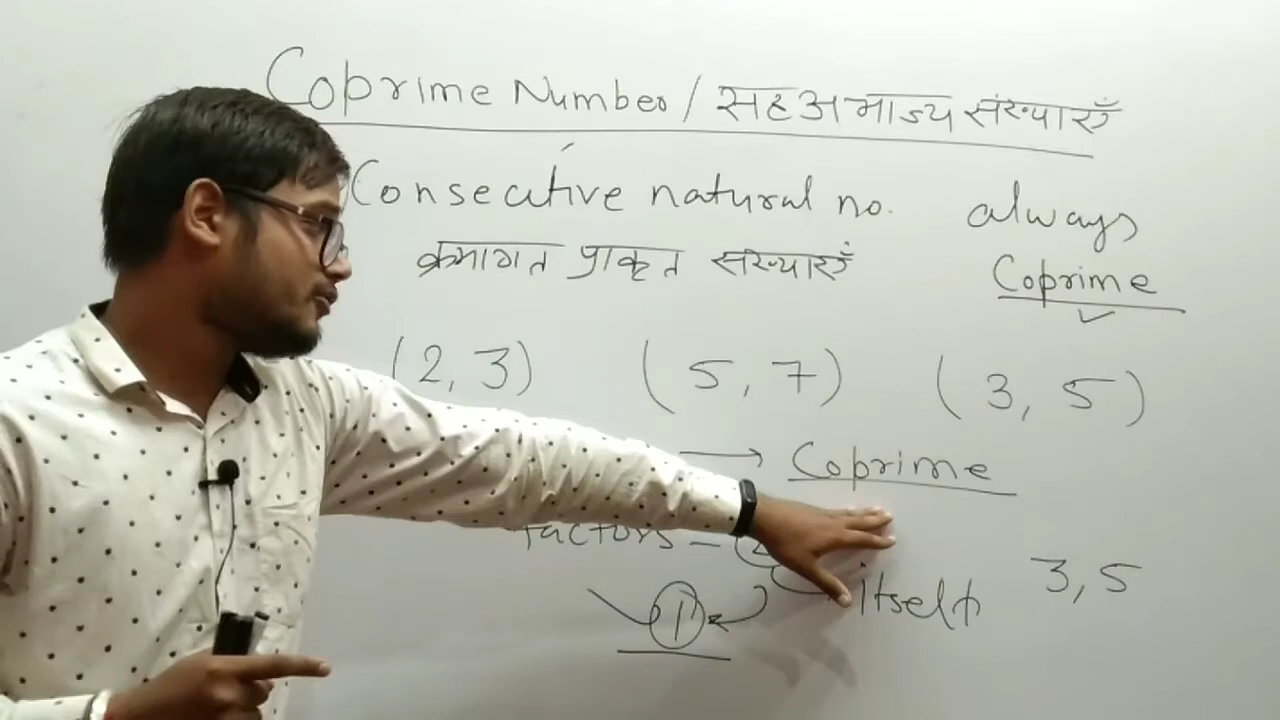 Coprime Number / सहअभाज्य संख्याएँ
Consecutive natural no. always
क्रमागत प्राकृत संख्याएँ Coprime
(2, 3) (5, 7) (3, 5)
→ Coprime
factors –
itself 3, 5
1